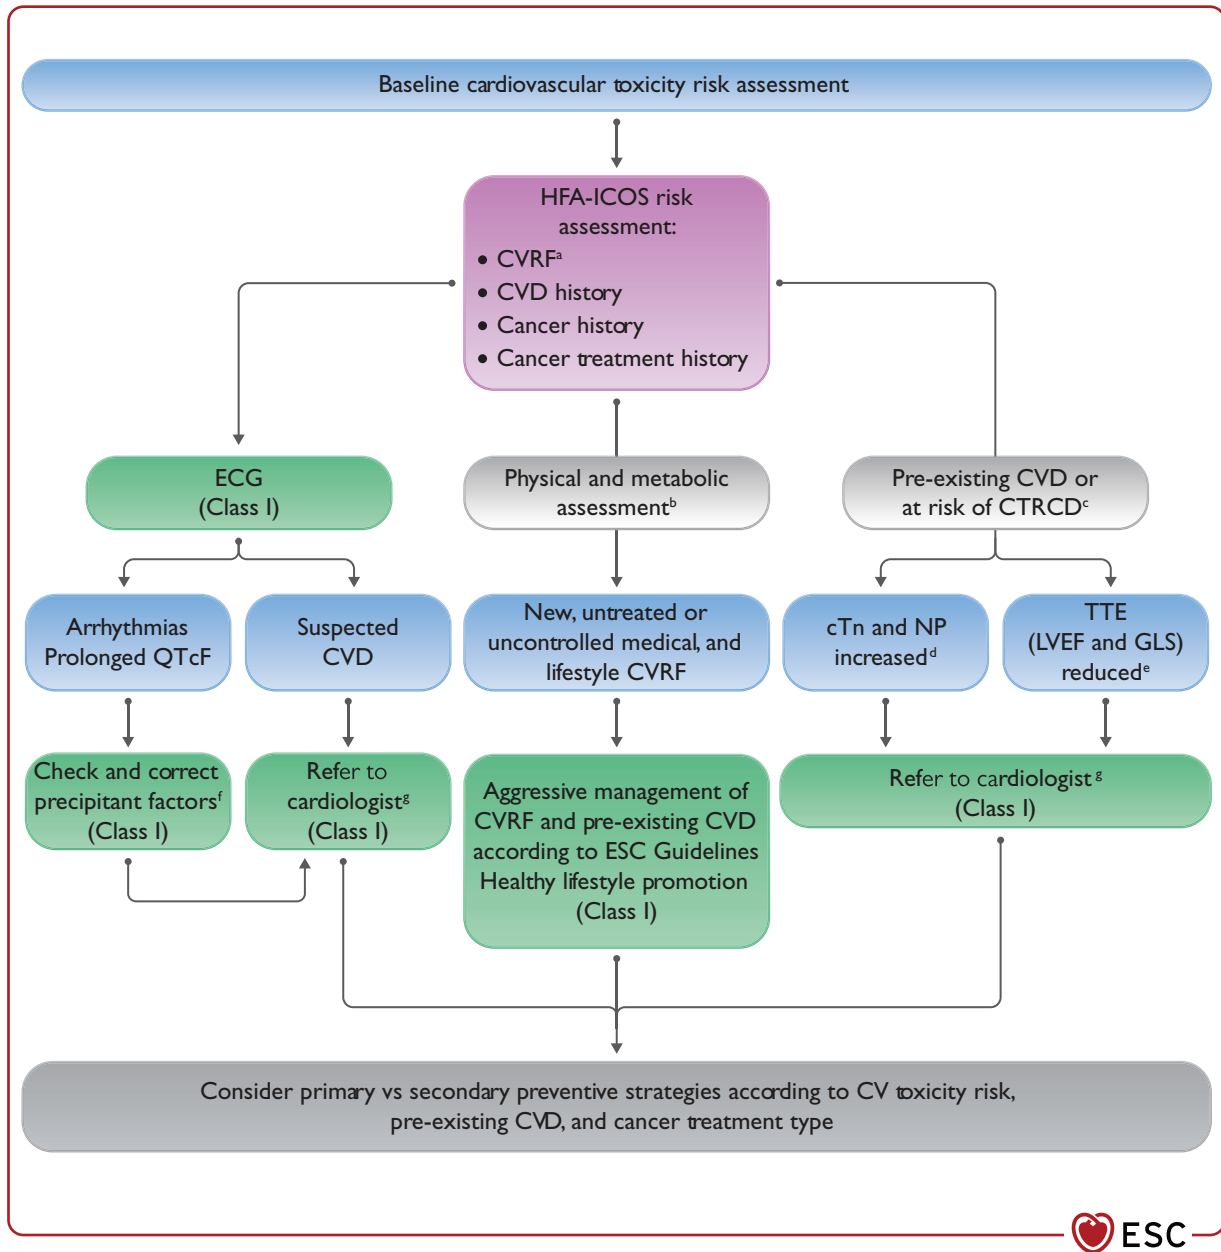 Baseline cardiovascular toxicity risk assessment
HFA-ICOS risk
assessment:
• CVRFᵃ
• CVD history
• Cancer history
• Cancer treatment history
ECG
(Class I)
Physical and metabolic
assessmentᵇ
Pre-existing CVD or
at risk of CTRCDᶜ
Arrhythmias
Prolonged QTcF
Suspected
CVD
New, untreated or
uncontrolled medical, and
lifestyle CVRF
cTn and NP
increasedᵈ
TTE
(LVEF and GLS)
reducedᵉ
Check and correct
precipitant factorsᶠ
(Class I)
Refer to
cardiologistᵍ
(Class I)
Aggressive management of
CVRF and pre-existing CVD
according to ESC Guidelines
Healthy lifestyle promotion
(Class I)
Refer to cardiologistᵍ
(Class I)
Consider primary vs secondary preventive strategies according to CV toxicity risk,
pre-existing CVD, and cancer treatment type
ESC